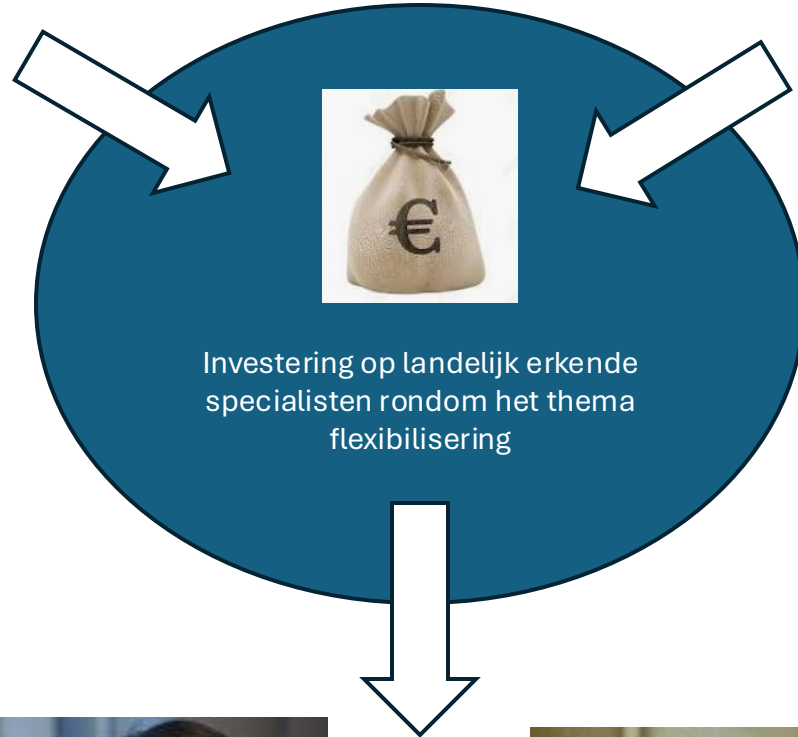 €
Investering op landelijk erkende
specialisten rondom het thema
flexibilisering